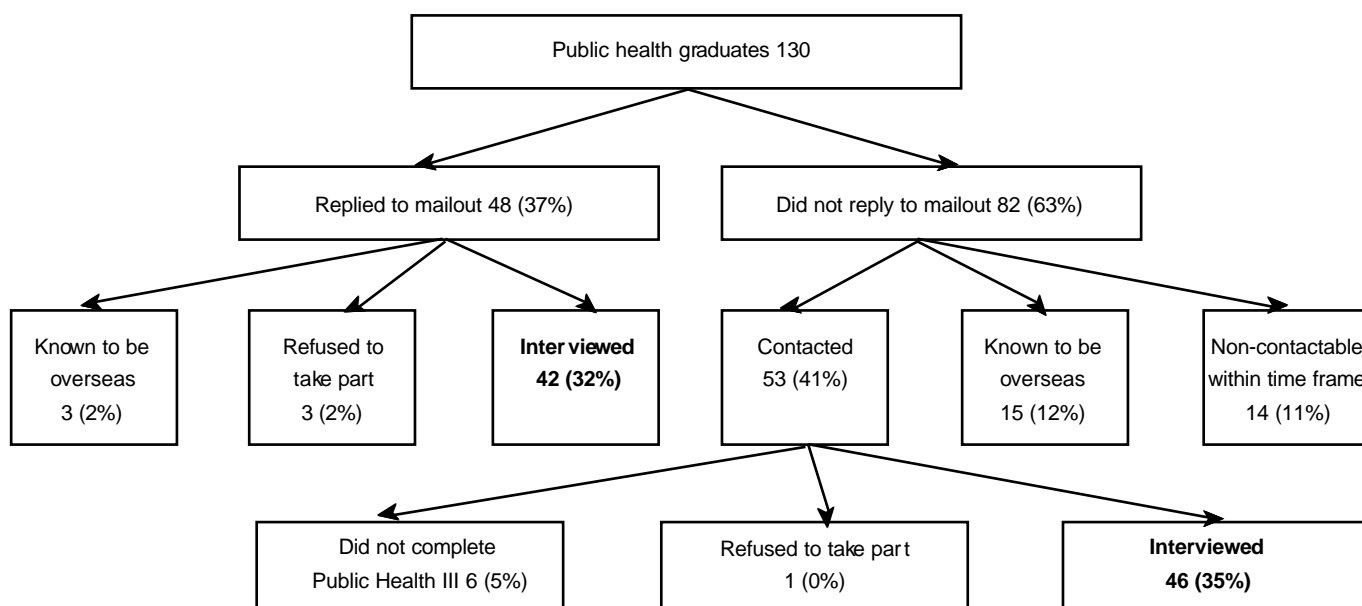 Public health graduates 130
Replied to mailout 48 (37%)
Did not reply to mailout 82 (63%)
Known to be
overseas
3 (2%)
Refused to
take part
3 (2%)
Inter viewed
42 (32%)
Contacted
53 (41%)
Known to be
overseas
15 (12%)
Non-contactable
within time frame
14 (11%)
Did not complete
Public Health III 6 (5%)
Refused to take part
1 (0%)
Interviewed
46 (35%)